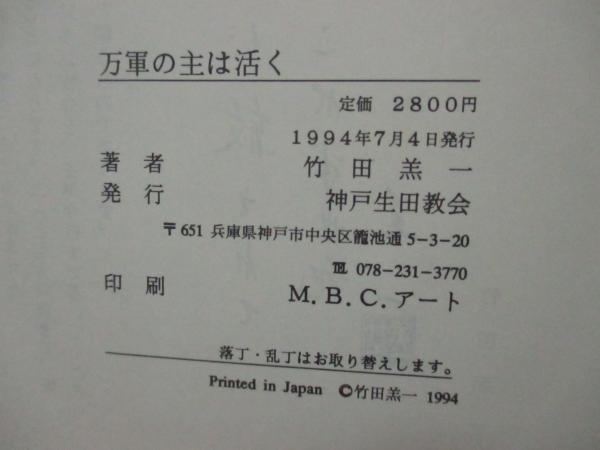 万軍の主は活く
定価 2800円
1994年7月4日発行
著者 竹田羔一
発行 神戸生田教会
〒651 兵庫県神戸市中央区籠池通5-3-20
℡ 078-231-3770
印刷 M.B.C.アート
落丁・乱丁はお取り替えします。
Printed in Japan ©竹田羔一 1994